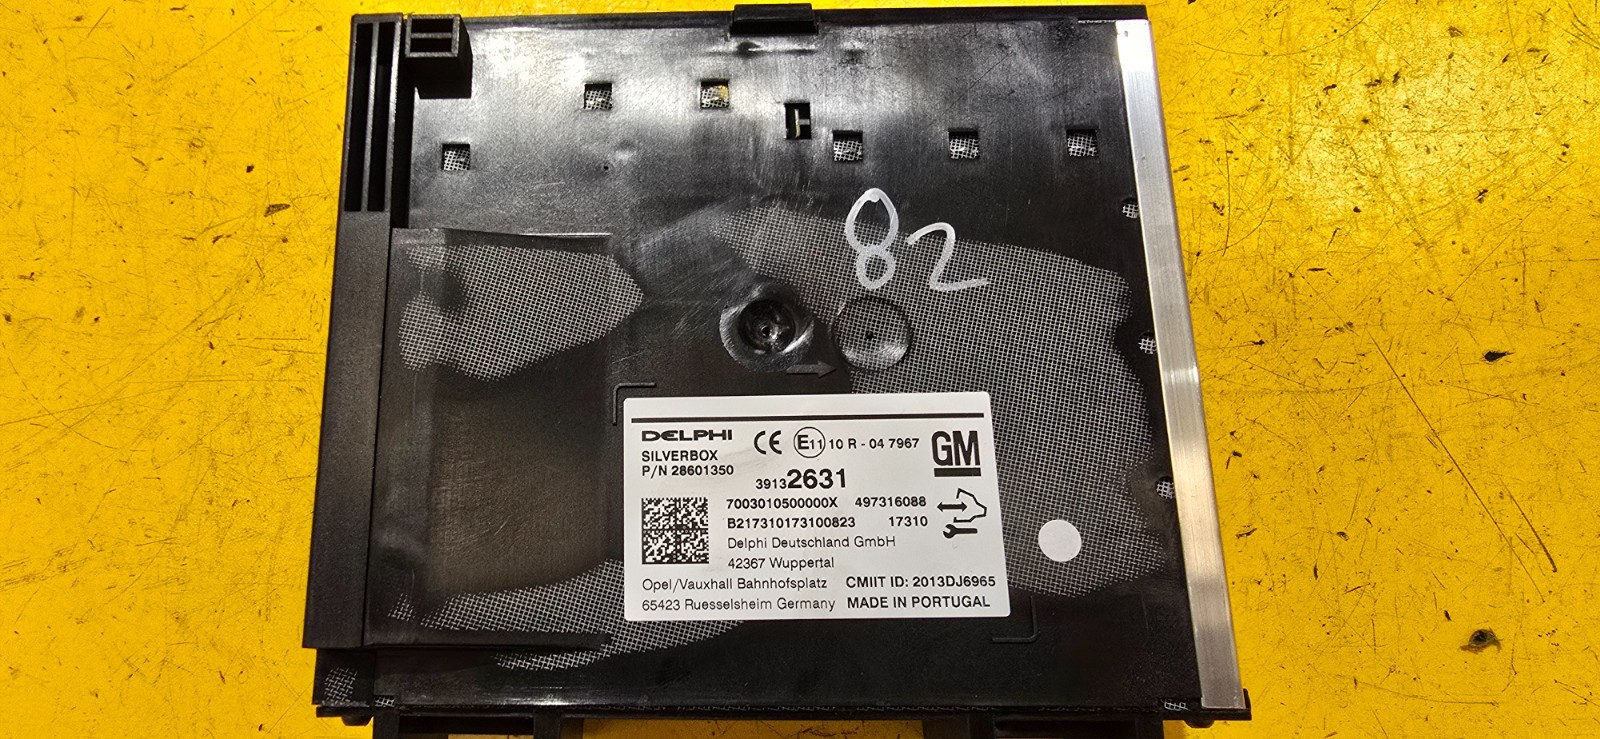 82
DELPHI CE E11 10 R - 04 7967 GM
SILVERBOX
P/N 28601350
39132631
7003010500000X 497316088
B217310173100823 17310
Delphi Deutschland GmbH
42367 Wuppertal
Opel/Vauxhall Bahnhofsplatz CMIIT ID: 2013DJ6965
65423 Ruesselsheim Germany MADE IN PORTUGAL